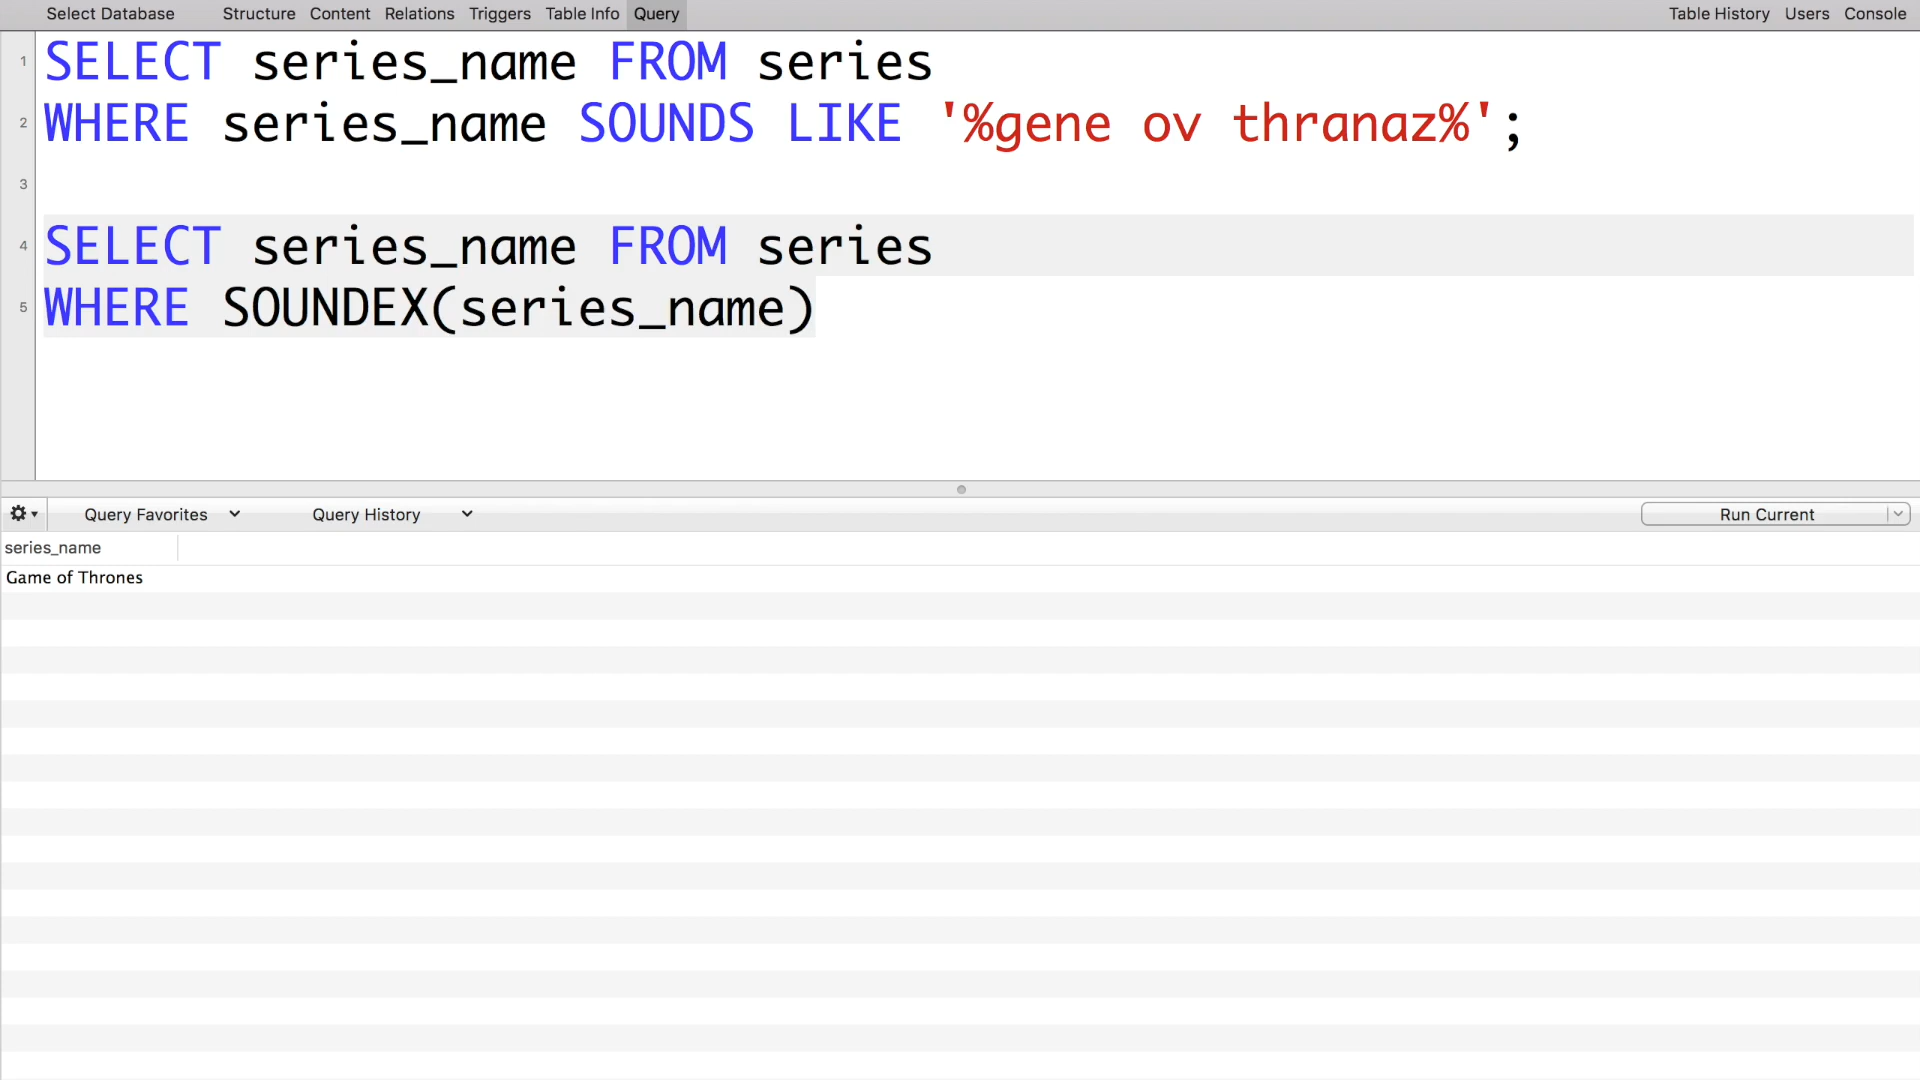 Select Database Structure Content Relations Triggers Table Info Query Table History Users Console
1 SELECT series_name FROM series
2 WHERE series_name SOUNDS LIKE '%gene ov thranaz%';
3
4 SELECT series_name FROM series
5 WHERE SOUNDEX(series_name)
Query Favorites Query History Run Current
series_name
Game of Thrones